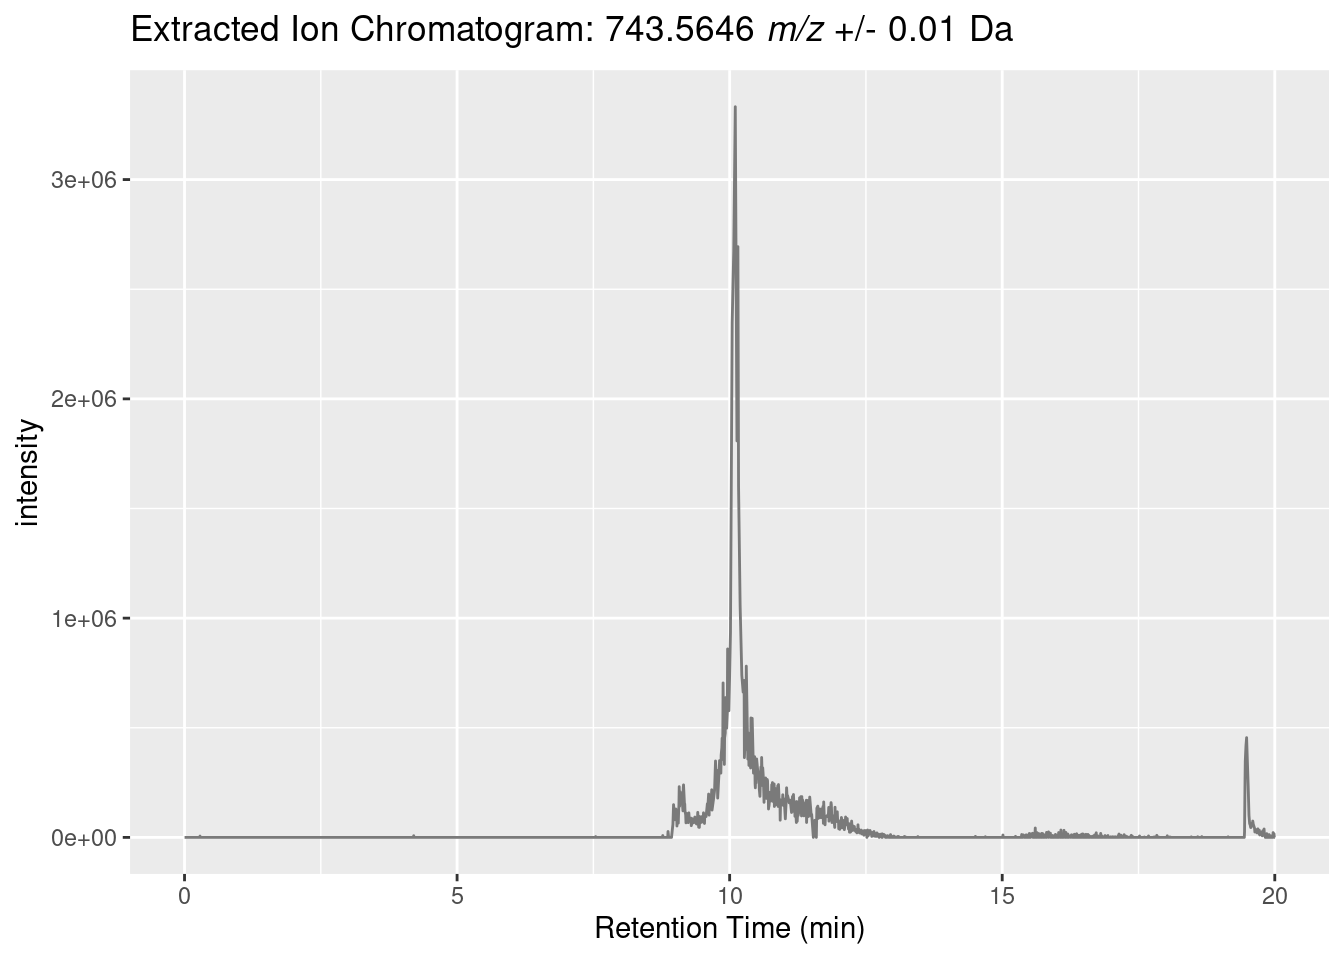 Extracted Ion Chromatogram: 743.5646 m/z +/- 0.01 Da
3e+06
2e+06
1e+06
0e+00
intensity
0 5 10 15 20
Retention Time (min)